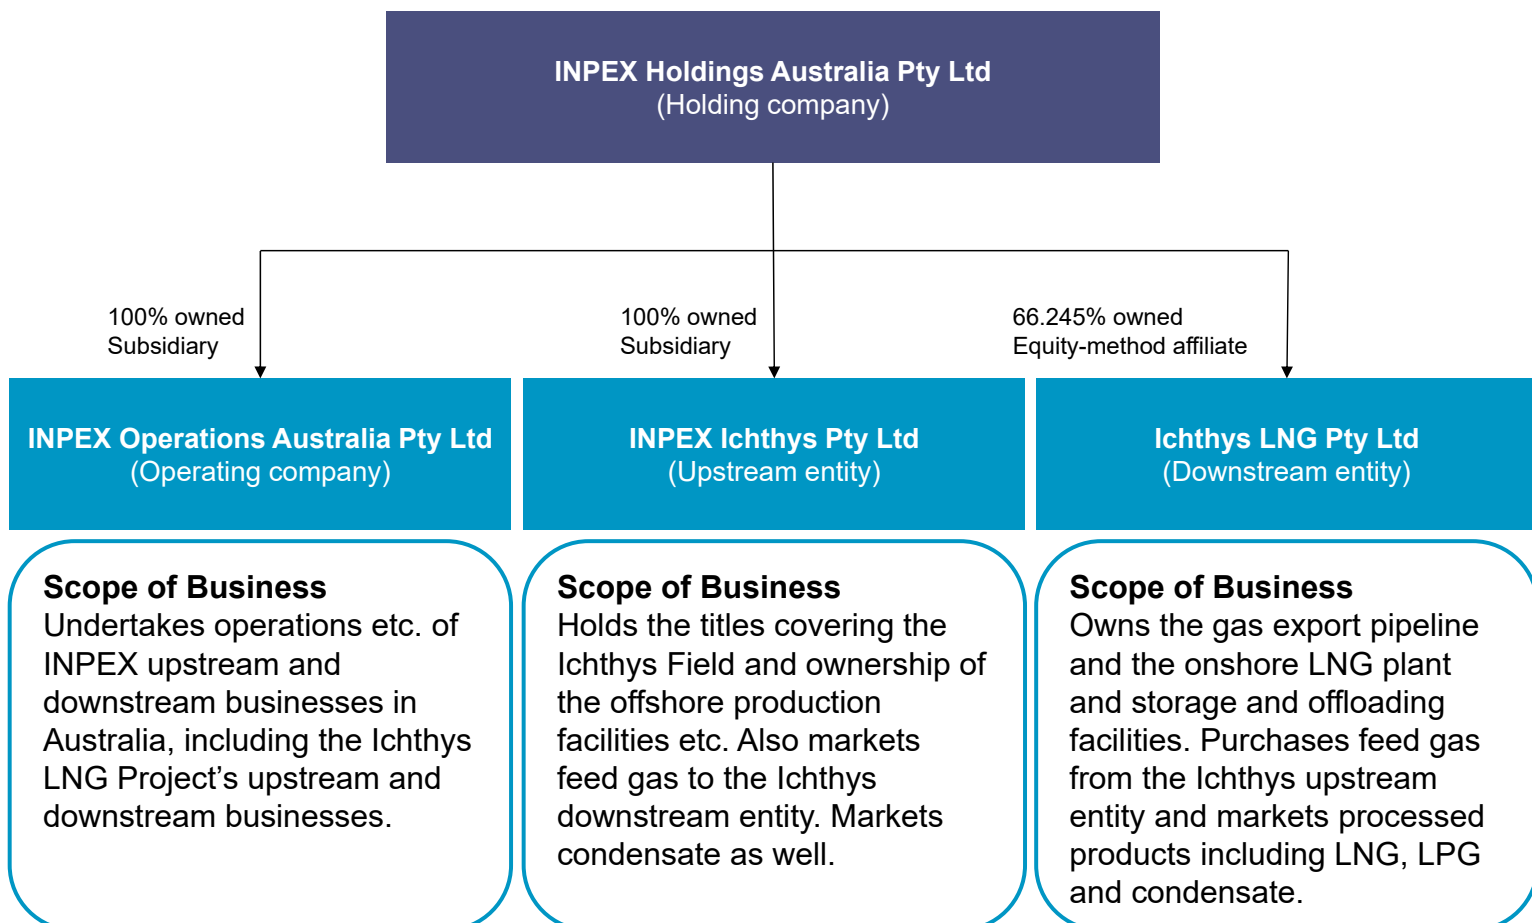 INPEX Holdings Australia Pty Ltd
(Holding company)
100% owned
Subsidiary
100% owned
Subsidiary
66.245% owned
Equity-method affiliate
INPEX Operations Australia Pty Ltd
(Operating company)
INPEX Ichthys Pty Ltd
(Upstream entity)
Ichthys LNG Pty Ltd
(Downstream entity)
Scope of Business
Undertakes operations etc. of
INPEX upstream and
downstream businesses in
Australia, including the Ichthys
LNG Project’s upstream and
downstream businesses.
Scope of Business
Holds the titles covering the
Ichthys Field and ownership of
the offshore production
facilities etc. Also markets
feed gas to the Ichthys
downstream entity. Markets
condensate as well.
Scope of Business
Owns the gas export pipeline
and the onshore LNG plant
and storage and offloading
facilities. Purchases feed gas
from the Ichthys upstream
entity and markets processed
products including LNG, LPG
and condensate.